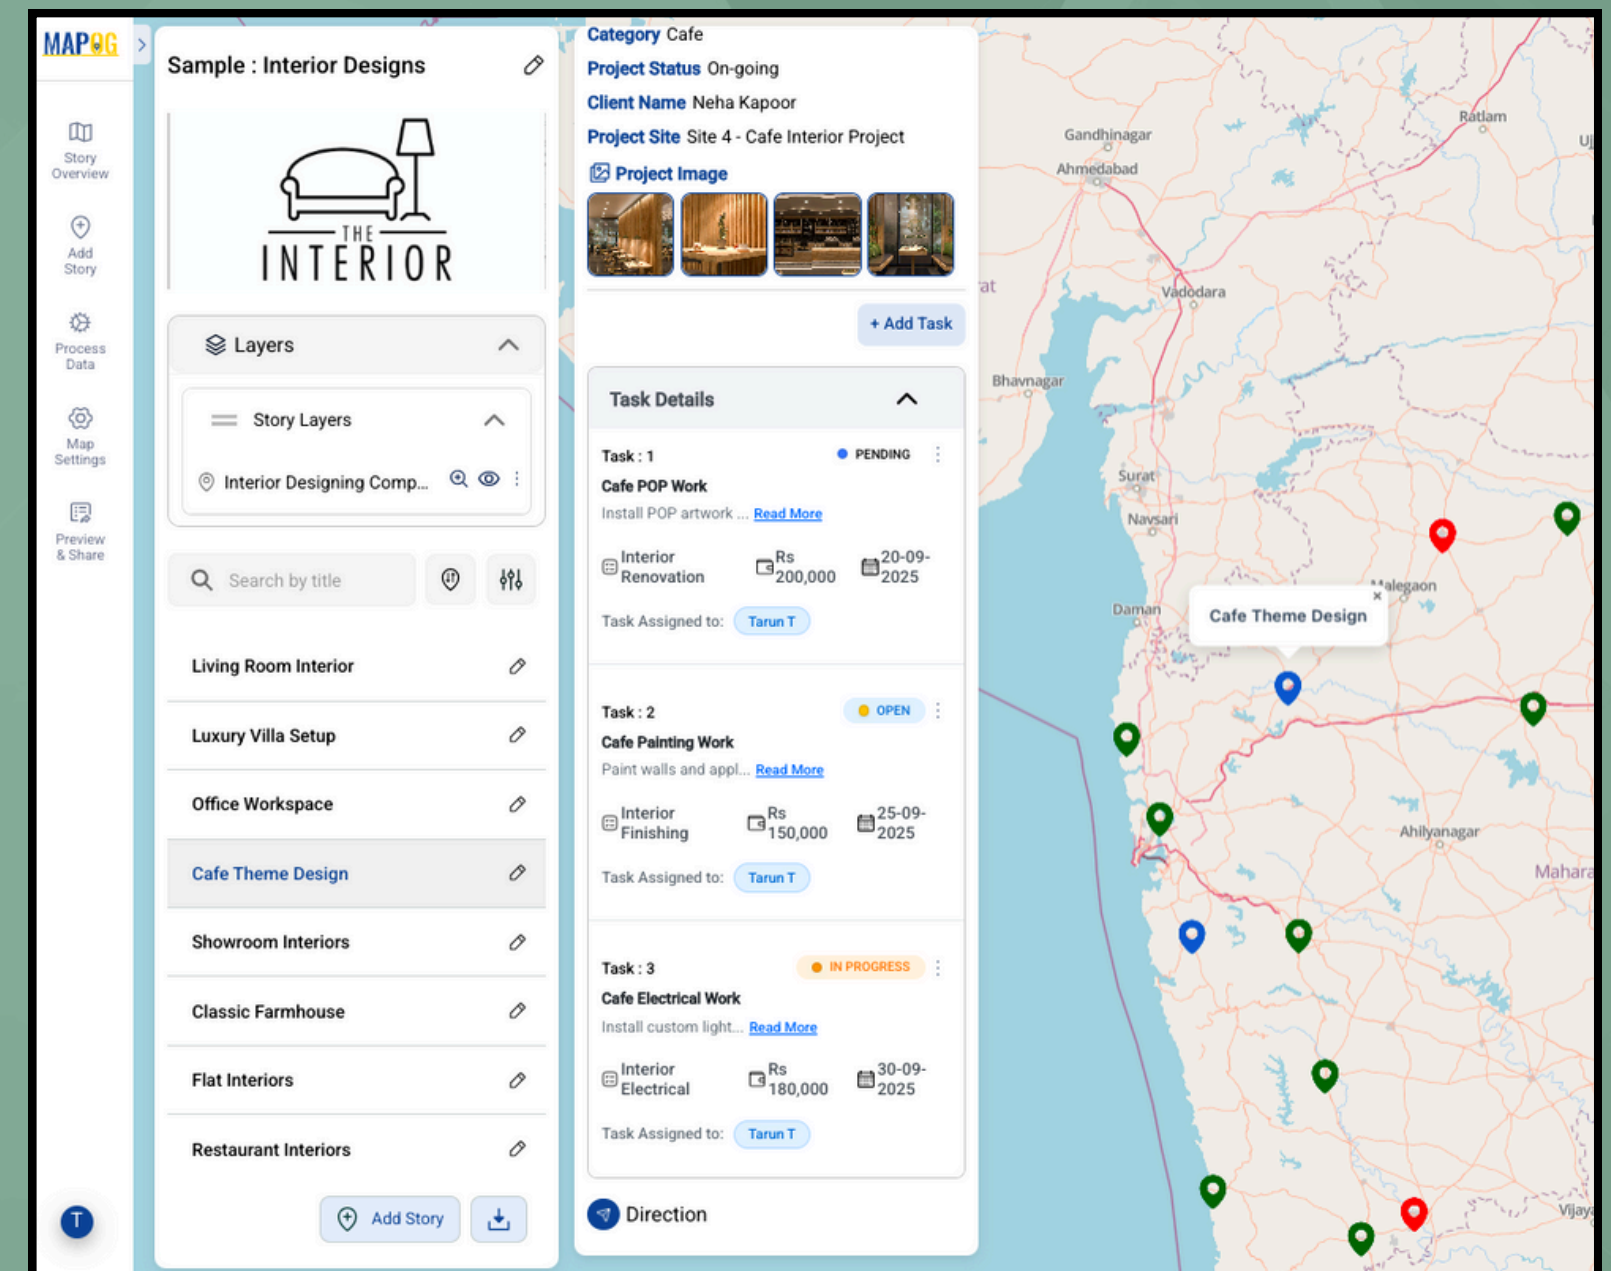 MAPOG
Story
Overview
Add
Story
Process
Data
Map
Settings
Preview
& Share
T
Sample : Interior Designs
THE
INTERIOR
Layers
Story Layers
Interior Designing Comp...
Search by title
Living Room Interior
Luxury Villa Setup
Office Workspace
Cafe Theme Design
Showroom Interiors
Classic Farmhouse
Flat Interiors
Restaurant Interiors
Add Story
Category Cafe
Project Status On-going
Client Name Neha Kapoor
Project Site Site 4 - Cafe Interior Project
Project Image
+ Add Task
Task Details
Task : 1 PENDING
Cafe POP Work
Install POP artwork ... Read More
Interior Renovation
Rs 200,000
20-09-2025
Task Assigned to: Tarun T
Task : 2 OPEN
Cafe Painting Work
Paint walls and appl... Read More
Interior Finishing
Rs 150,000
25-09-2025
Task Assigned to: Tarun T
Task : 3 IN PROGRESS
Cafe Electrical Work
Install custom light... Read More
Interior Electrical
Rs 180,000
30-09-2025
Task Assigned to: Tarun T
Direction
Ratlam
Gandhinagar
Uj
Ahmedabad
rat
Vadodara
Bhavnagar
Surat
Navsari
Malegaon
Daman
Cafe Theme Design ×
Ahilyanagar
Mahara
Vijay